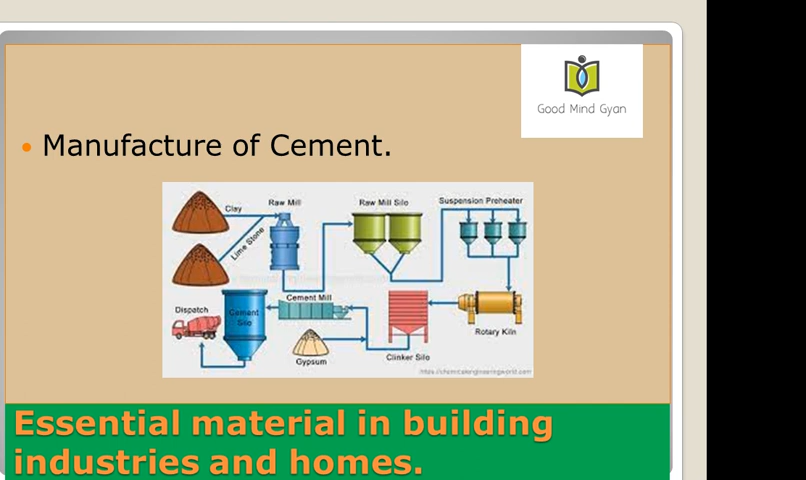 Good Mind Gyan
• Manufacture of Cement.
Clay
Raw Mill
Raw Mill Silo
Suspension Preheater
Lime Stone
Dispatch
Cement Silo
Cement Mill
Gypsum
Clinker Silo
Rotary Kiln
https://chemicalengineeringworld.com
Essential material in building
industries and homes.